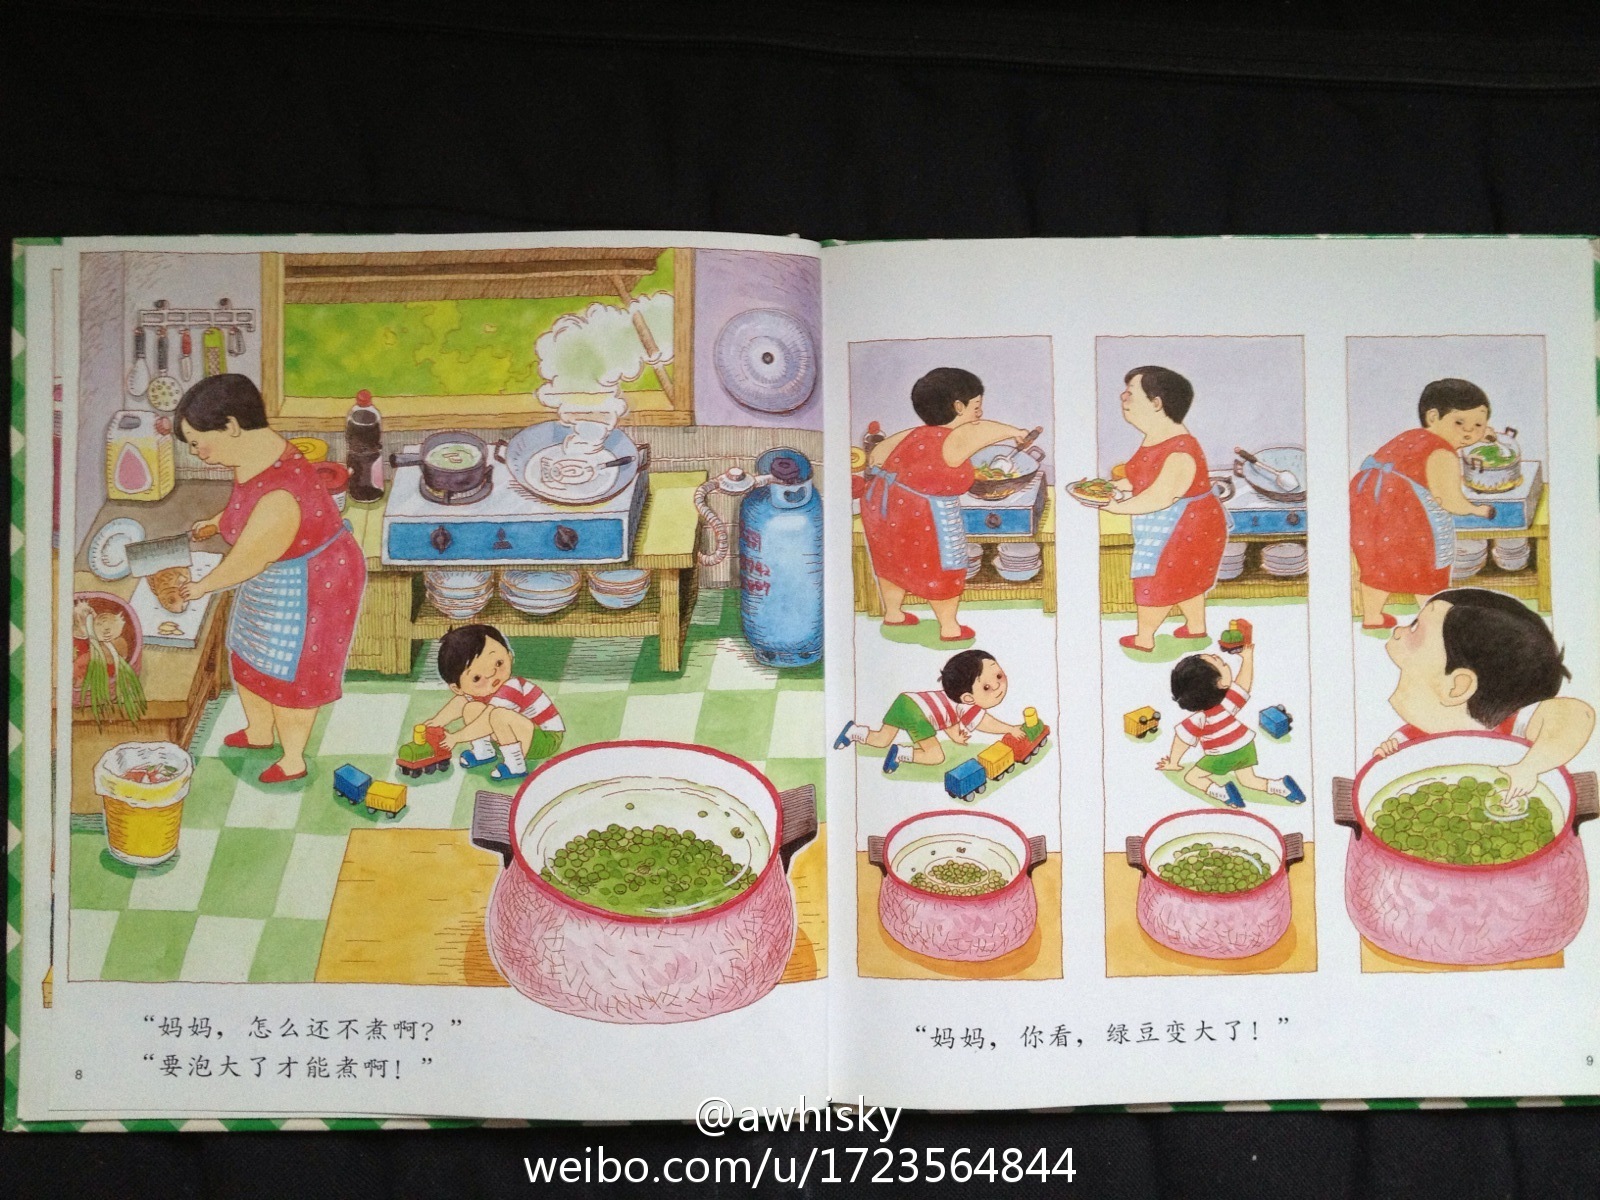 “妈妈，怎么还不煮啊？”
“要泡大了才能煮啊！”
8
“妈妈，你看，绿豆变大了！”
9
@awhisky
weibo.com/u/1723564844